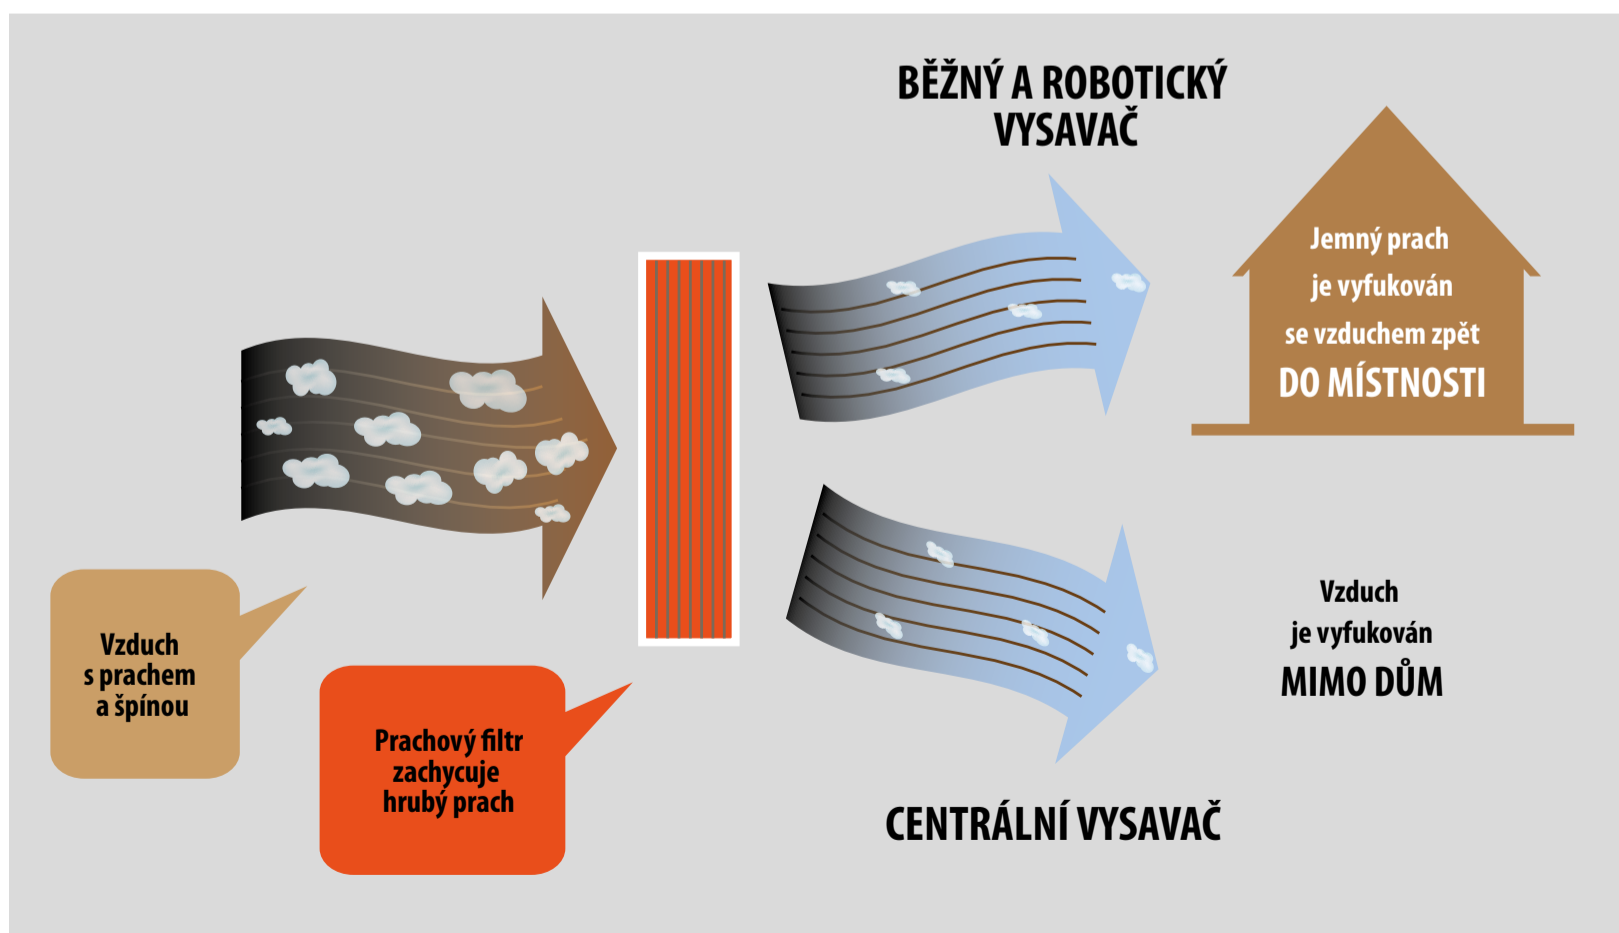 BĚŽNÝ A ROBOTICKÝ
VYSAVAČ
Jemný prach
je vyfukován
se vzduchem zpět
DO MÍSTNOSTI
Vzduch
s prachem
a špínou
Prachový filtr
zachycuje
hrubý prach
Vzduch
je vyfukován
MIMO DŮM
CENTRÁLNÍ VYSAVAČ